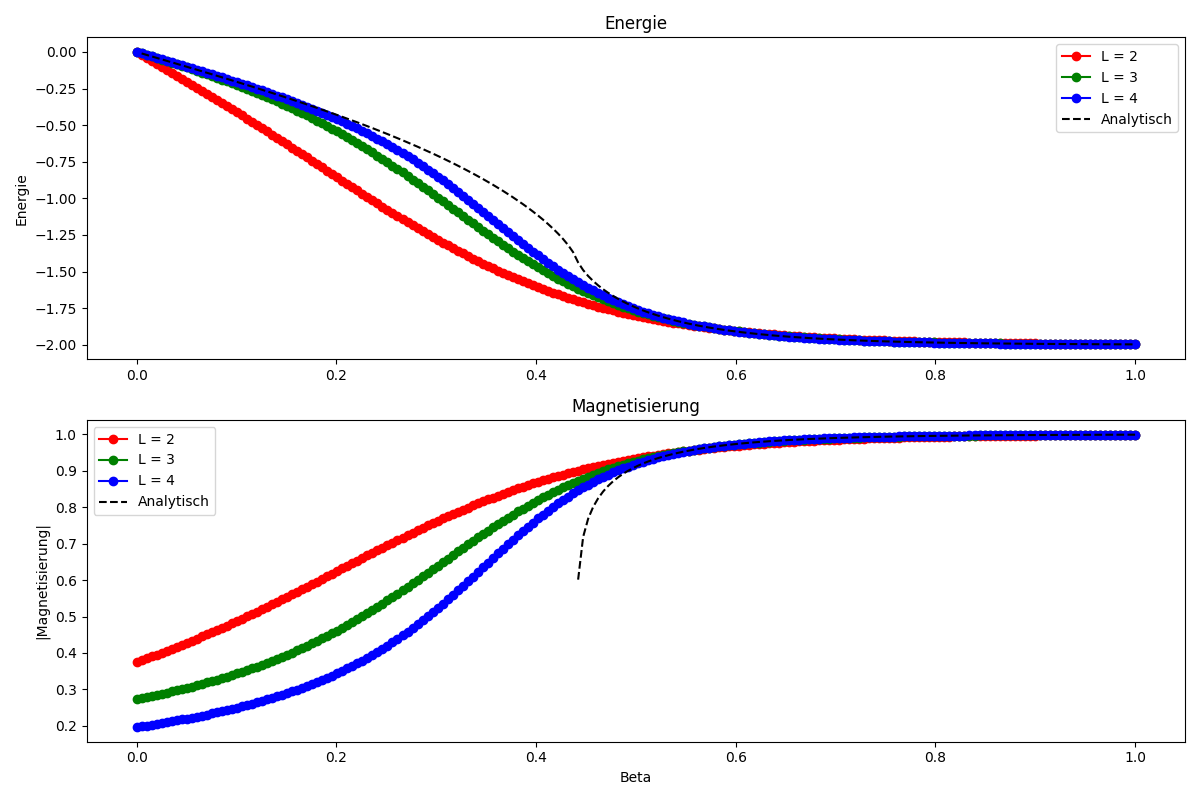 Energie
Energie
0.00
−0.25
−0.50
−0.75
−1.00
−1.25
−1.50
−1.75
−2.00
L = 2
L = 3
L = 4
Analytisch
0.0 0.2 0.4 0.6 0.8 1.0
Magnetisierung
|Magnetisierung|
1.0
0.9
0.8
0.7
0.6
0.5
0.4
0.3
0.2
L = 2
L = 3
L = 4
Analytisch
0.0 0.2 0.4 0.6 0.8 1.0
Beta